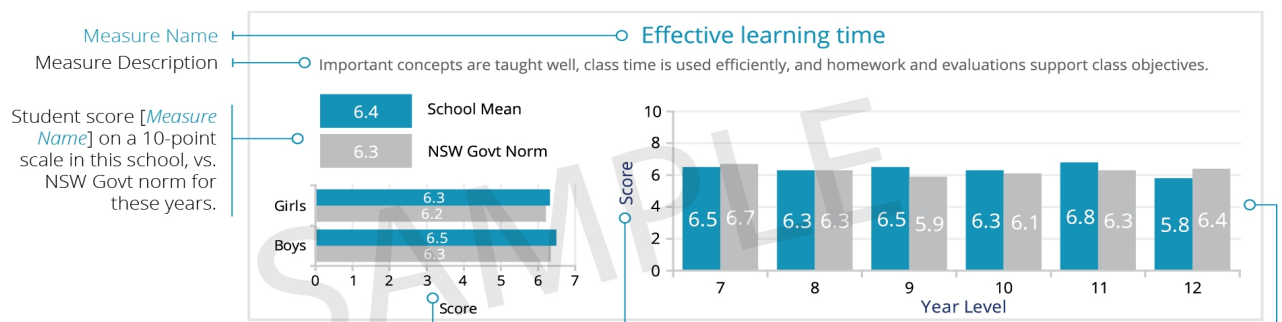 Measure Name
Effective learning time
Measure Description
Important concepts are taught well, class time is used efficiently, and homework and evaluations support class objectives.
Student score [Measure
Name] on a 10-point
scale in this school, vs.
NSW Govt norm for
these years.
6.4 School Mean
6.3 NSW Govt Norm
Girls
6.3
6.2
Boys
6.5
6.3
0 1 2 3 4 5 6 7
Score
Score
10
8
6
4
2
0
6.5 6.7 6.3 6.3 6.5 5.9 6.3 6.1 6.8 6.3 5.8 6.4
7 8 9 10 11 12
Year Level
SAMPLE